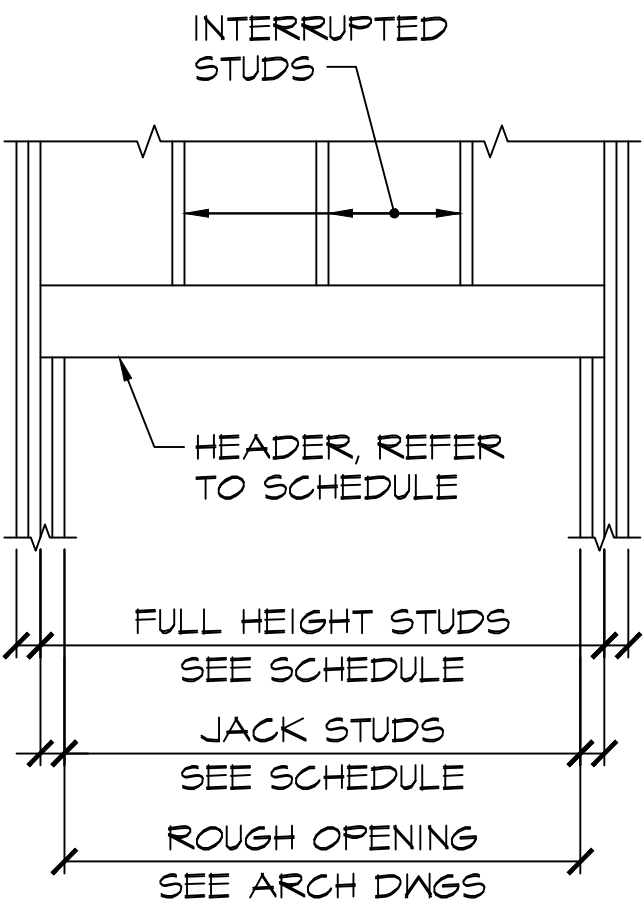 INTERRUPTED
STUDS
HEADER, REFER
TO SCHEDULE
FULL HEIGHT STUDS
SEE SCHEDULE
JACK STUDS
SEE SCHEDULE
ROUGH OPENING
SEE ARCH DWGS